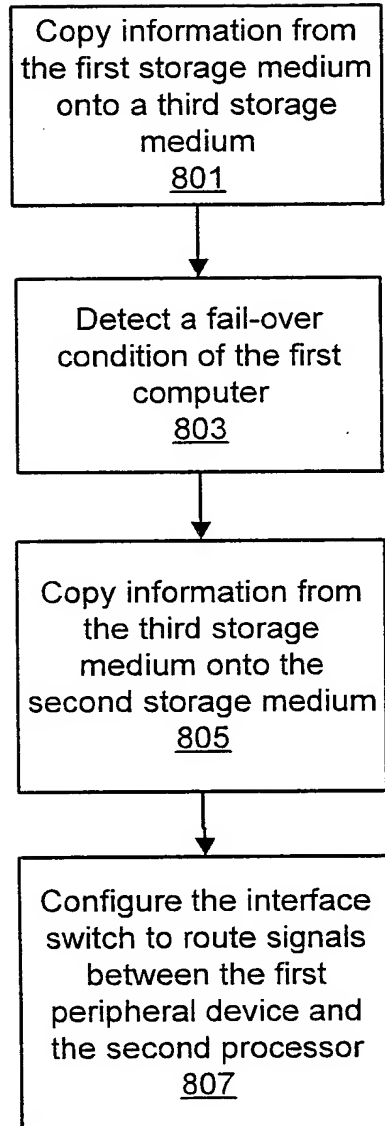 Copy information from
the first storage medium
onto a third storage
medium
801
Detect a fail-over
condition of the first
computer
803
Copy information from
the third storage
medium onto the
second storage medium
805
Configure the interface
switch to route signals
between the first
peripheral device and
the second processor
807